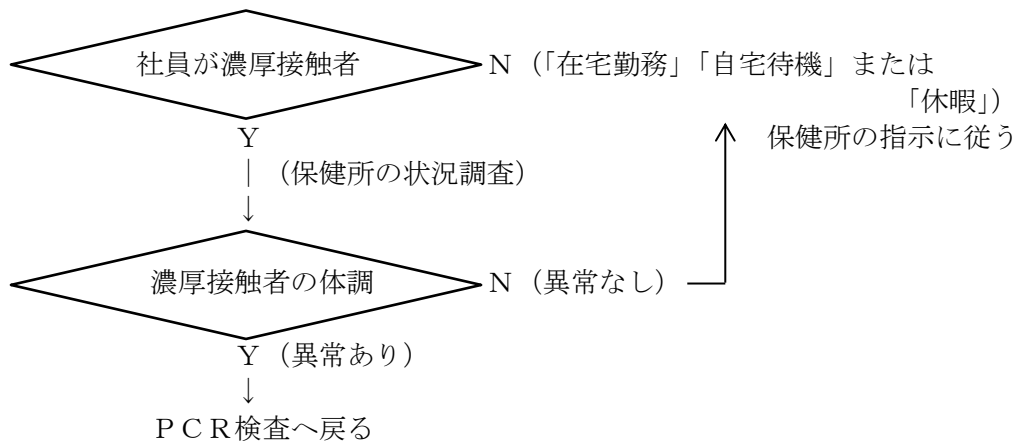 社員が濃厚接触者 Ｎ（「在宅勤務」「自宅待機」または
「休暇」）
Ｙ 保健所の指示に従う
｜（保健所の状況調査）
↓
濃厚接触者の体調 Ｎ（異常なし）
Ｙ（異常あり）
↓
ＰＣＲ検査へ戻る